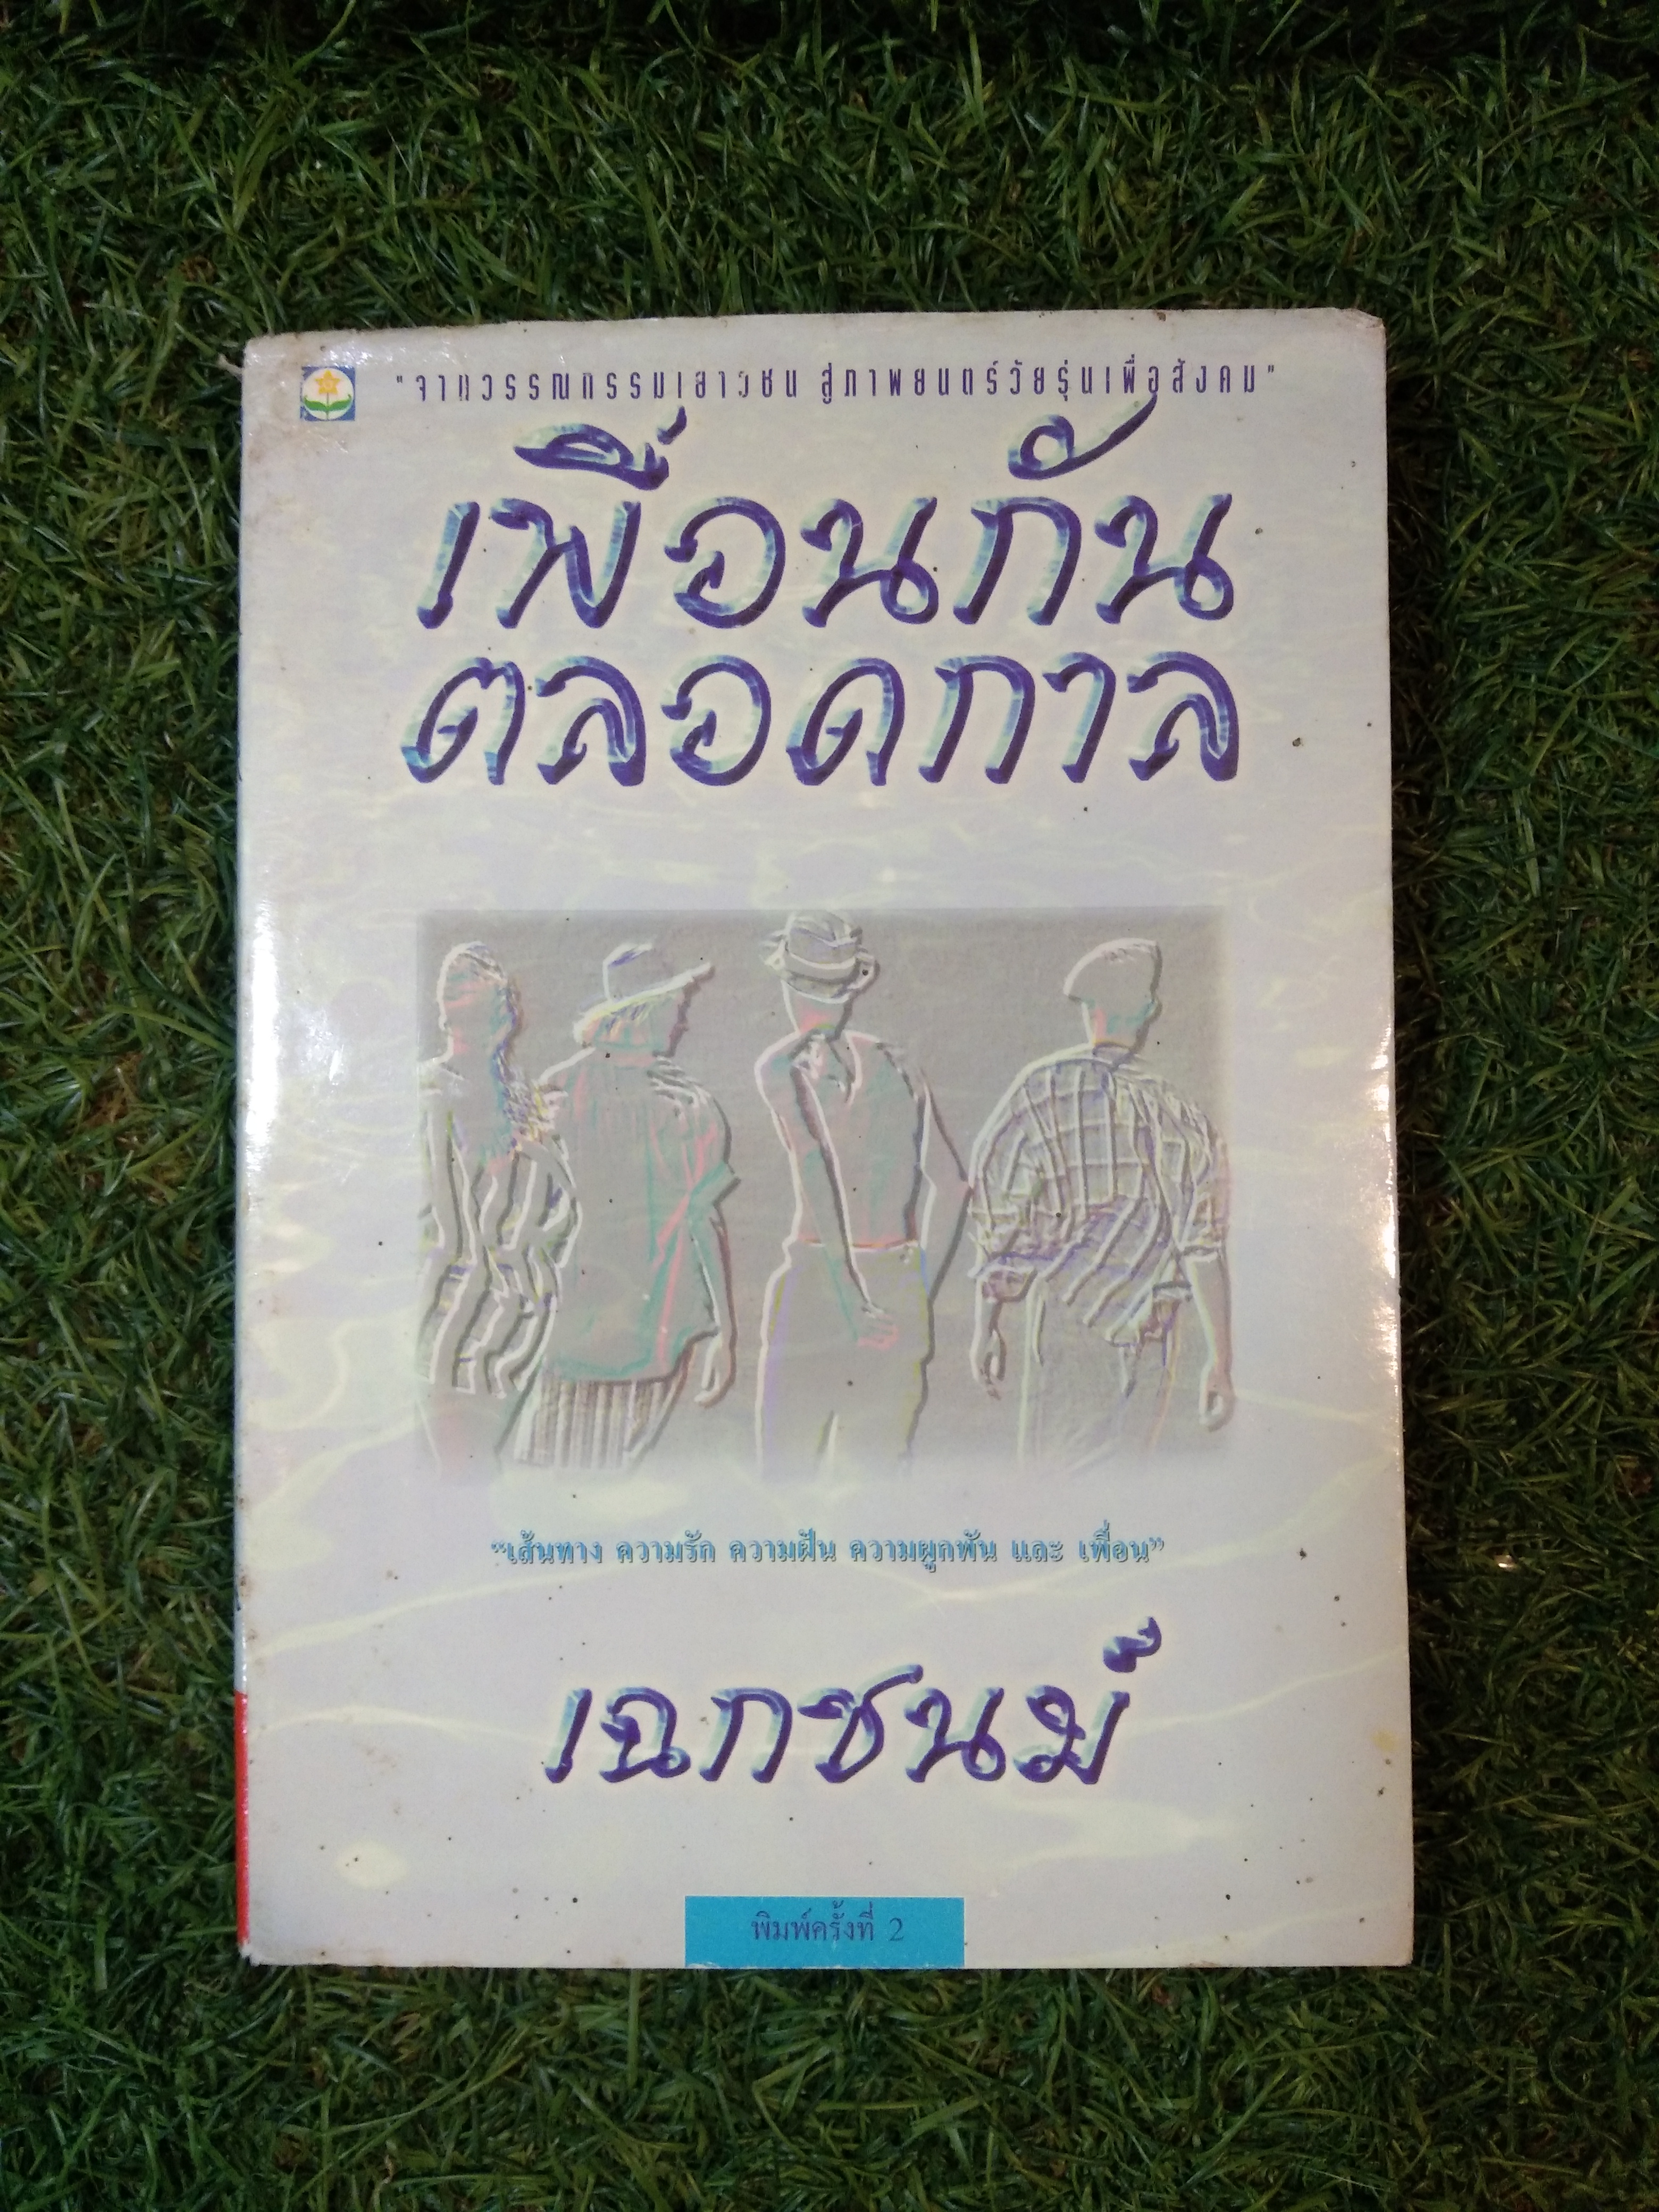 "จากวรรณกรรมเยาวชน สู่ภาพยนตร์วัยรุ่นเพื่อสังคม"
เพื่อนกัน
ตลอดกาล
"เส้นทาง ความรัก ความฝัน ความผูกพัน และ เพื่อน"
เฉกชนม์
พิมพ์ครั้งที่ 2